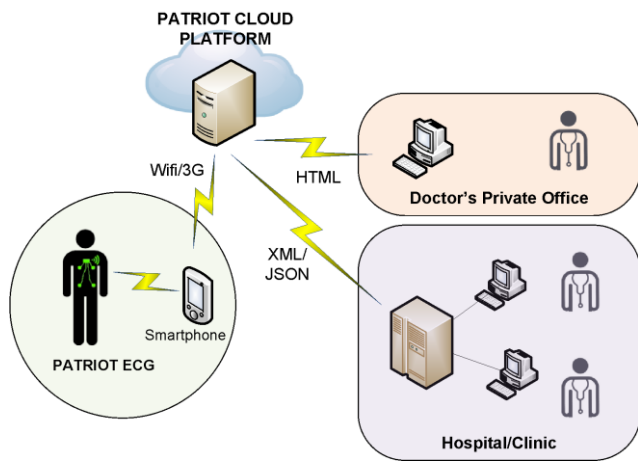 PATRIOT CLOUD
PLATFORM
Wifi/3G
HTML
Doctor's Private Office
XML/
JSON
Smartphone
PATRIOT ECG
Hospital/Clinic